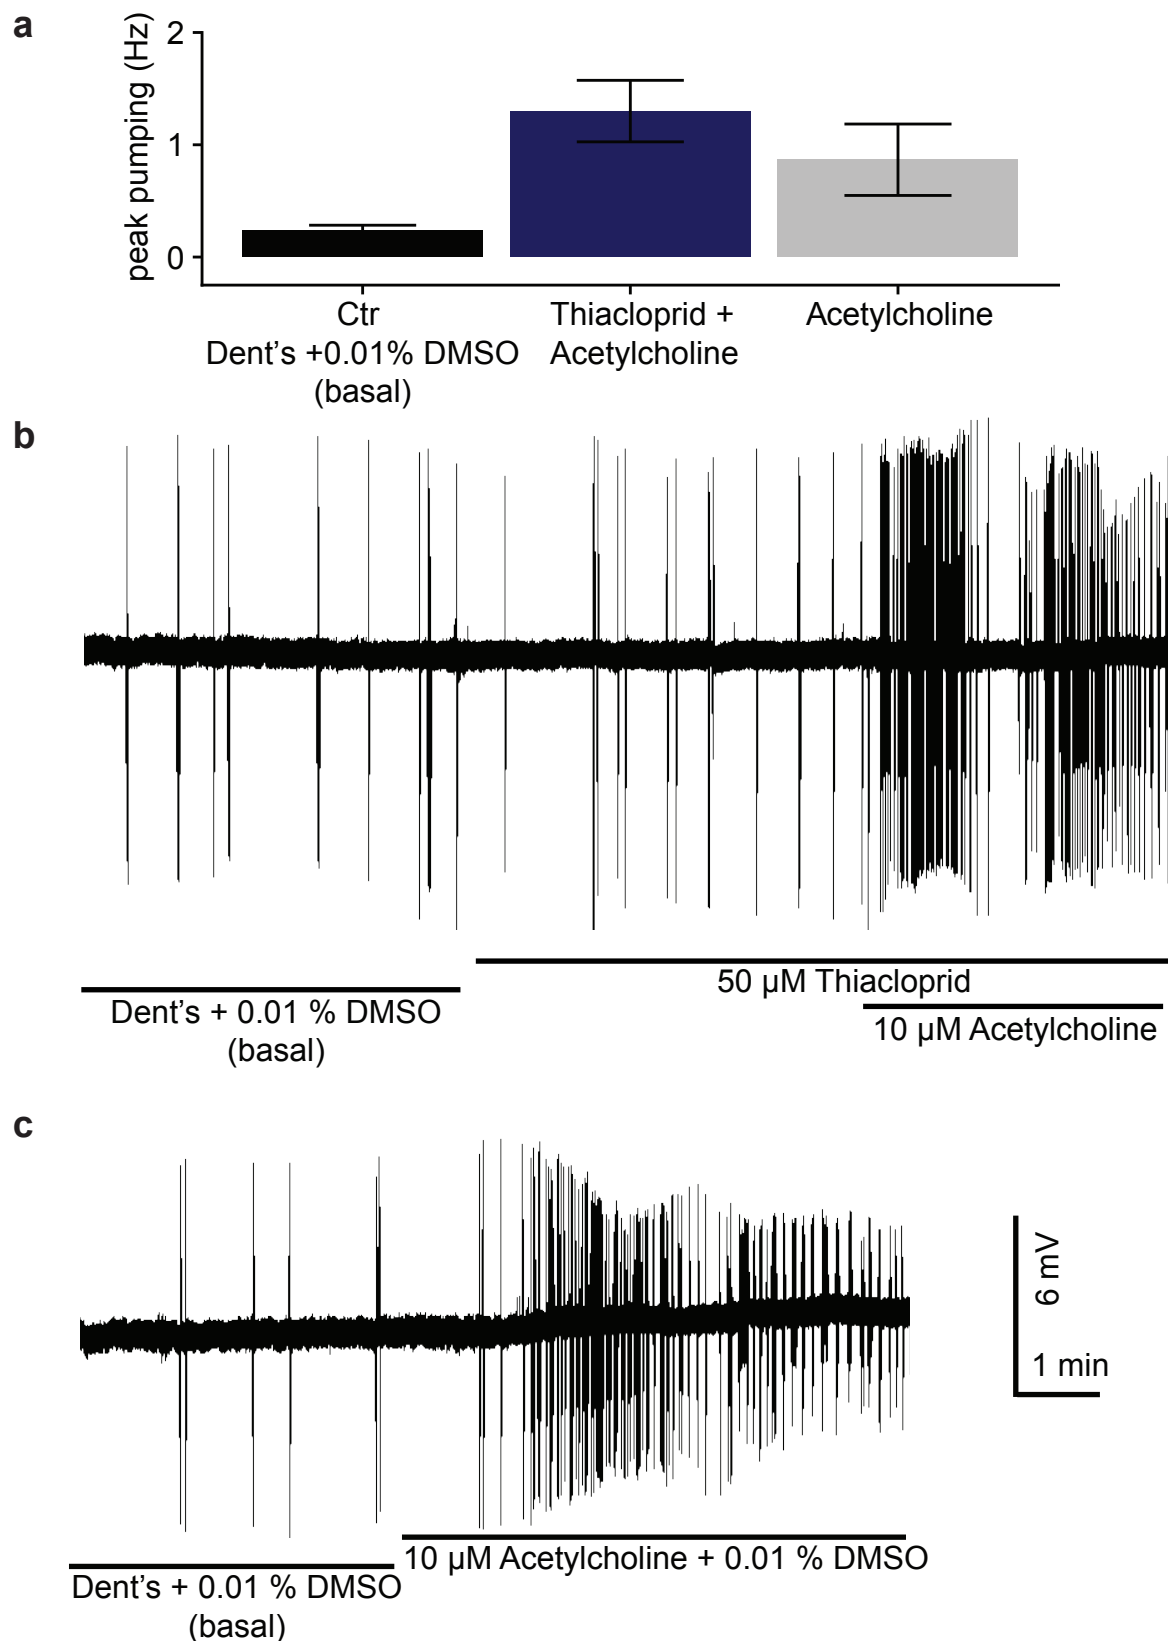 a
peak pumping (Hz)
2
1
0
Ctr
Dent's +0.01% DMSO
(basal)
Thiacloprid +
Acetylcholine
Acetylcholine
b
50 µM Thiacloprid
Dent's + 0.01 % DMSO
(basal)
10 µM Acetylcholine
c
6 mV
1 min
10 µM Acetylcholine + 0.01 % DMSO
Dent's + 0.01 % DMSO
(basal)